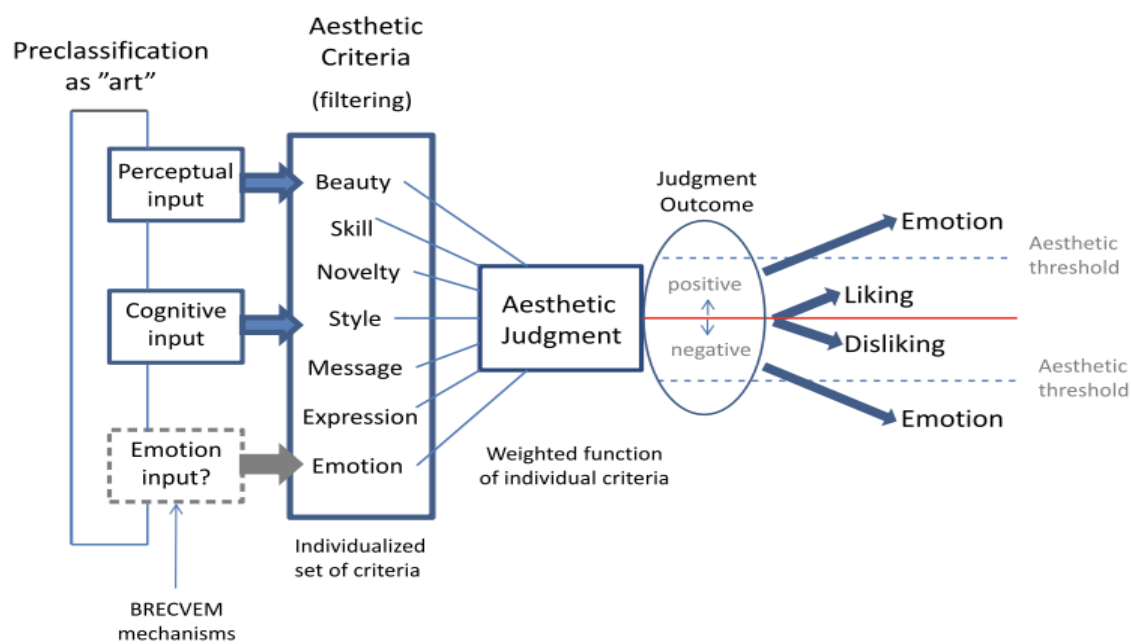 Preclassification
as ”art”
Aesthetic
Criteria
(filtering)
Perceptual
input
Cognitive
input
Emotion
input?
BRECVEM
mechanisms
Beauty
Skill
Novelty
Style
Message
Expression
Emotion
Individualized
set of criteria
Aesthetic
Judgment
Weighted function
of individual criteria
Judgment
Outcome
positive
negative
Emotion
Liking
Disliking
Emotion
Aesthetic
threshold
Aesthetic
threshold